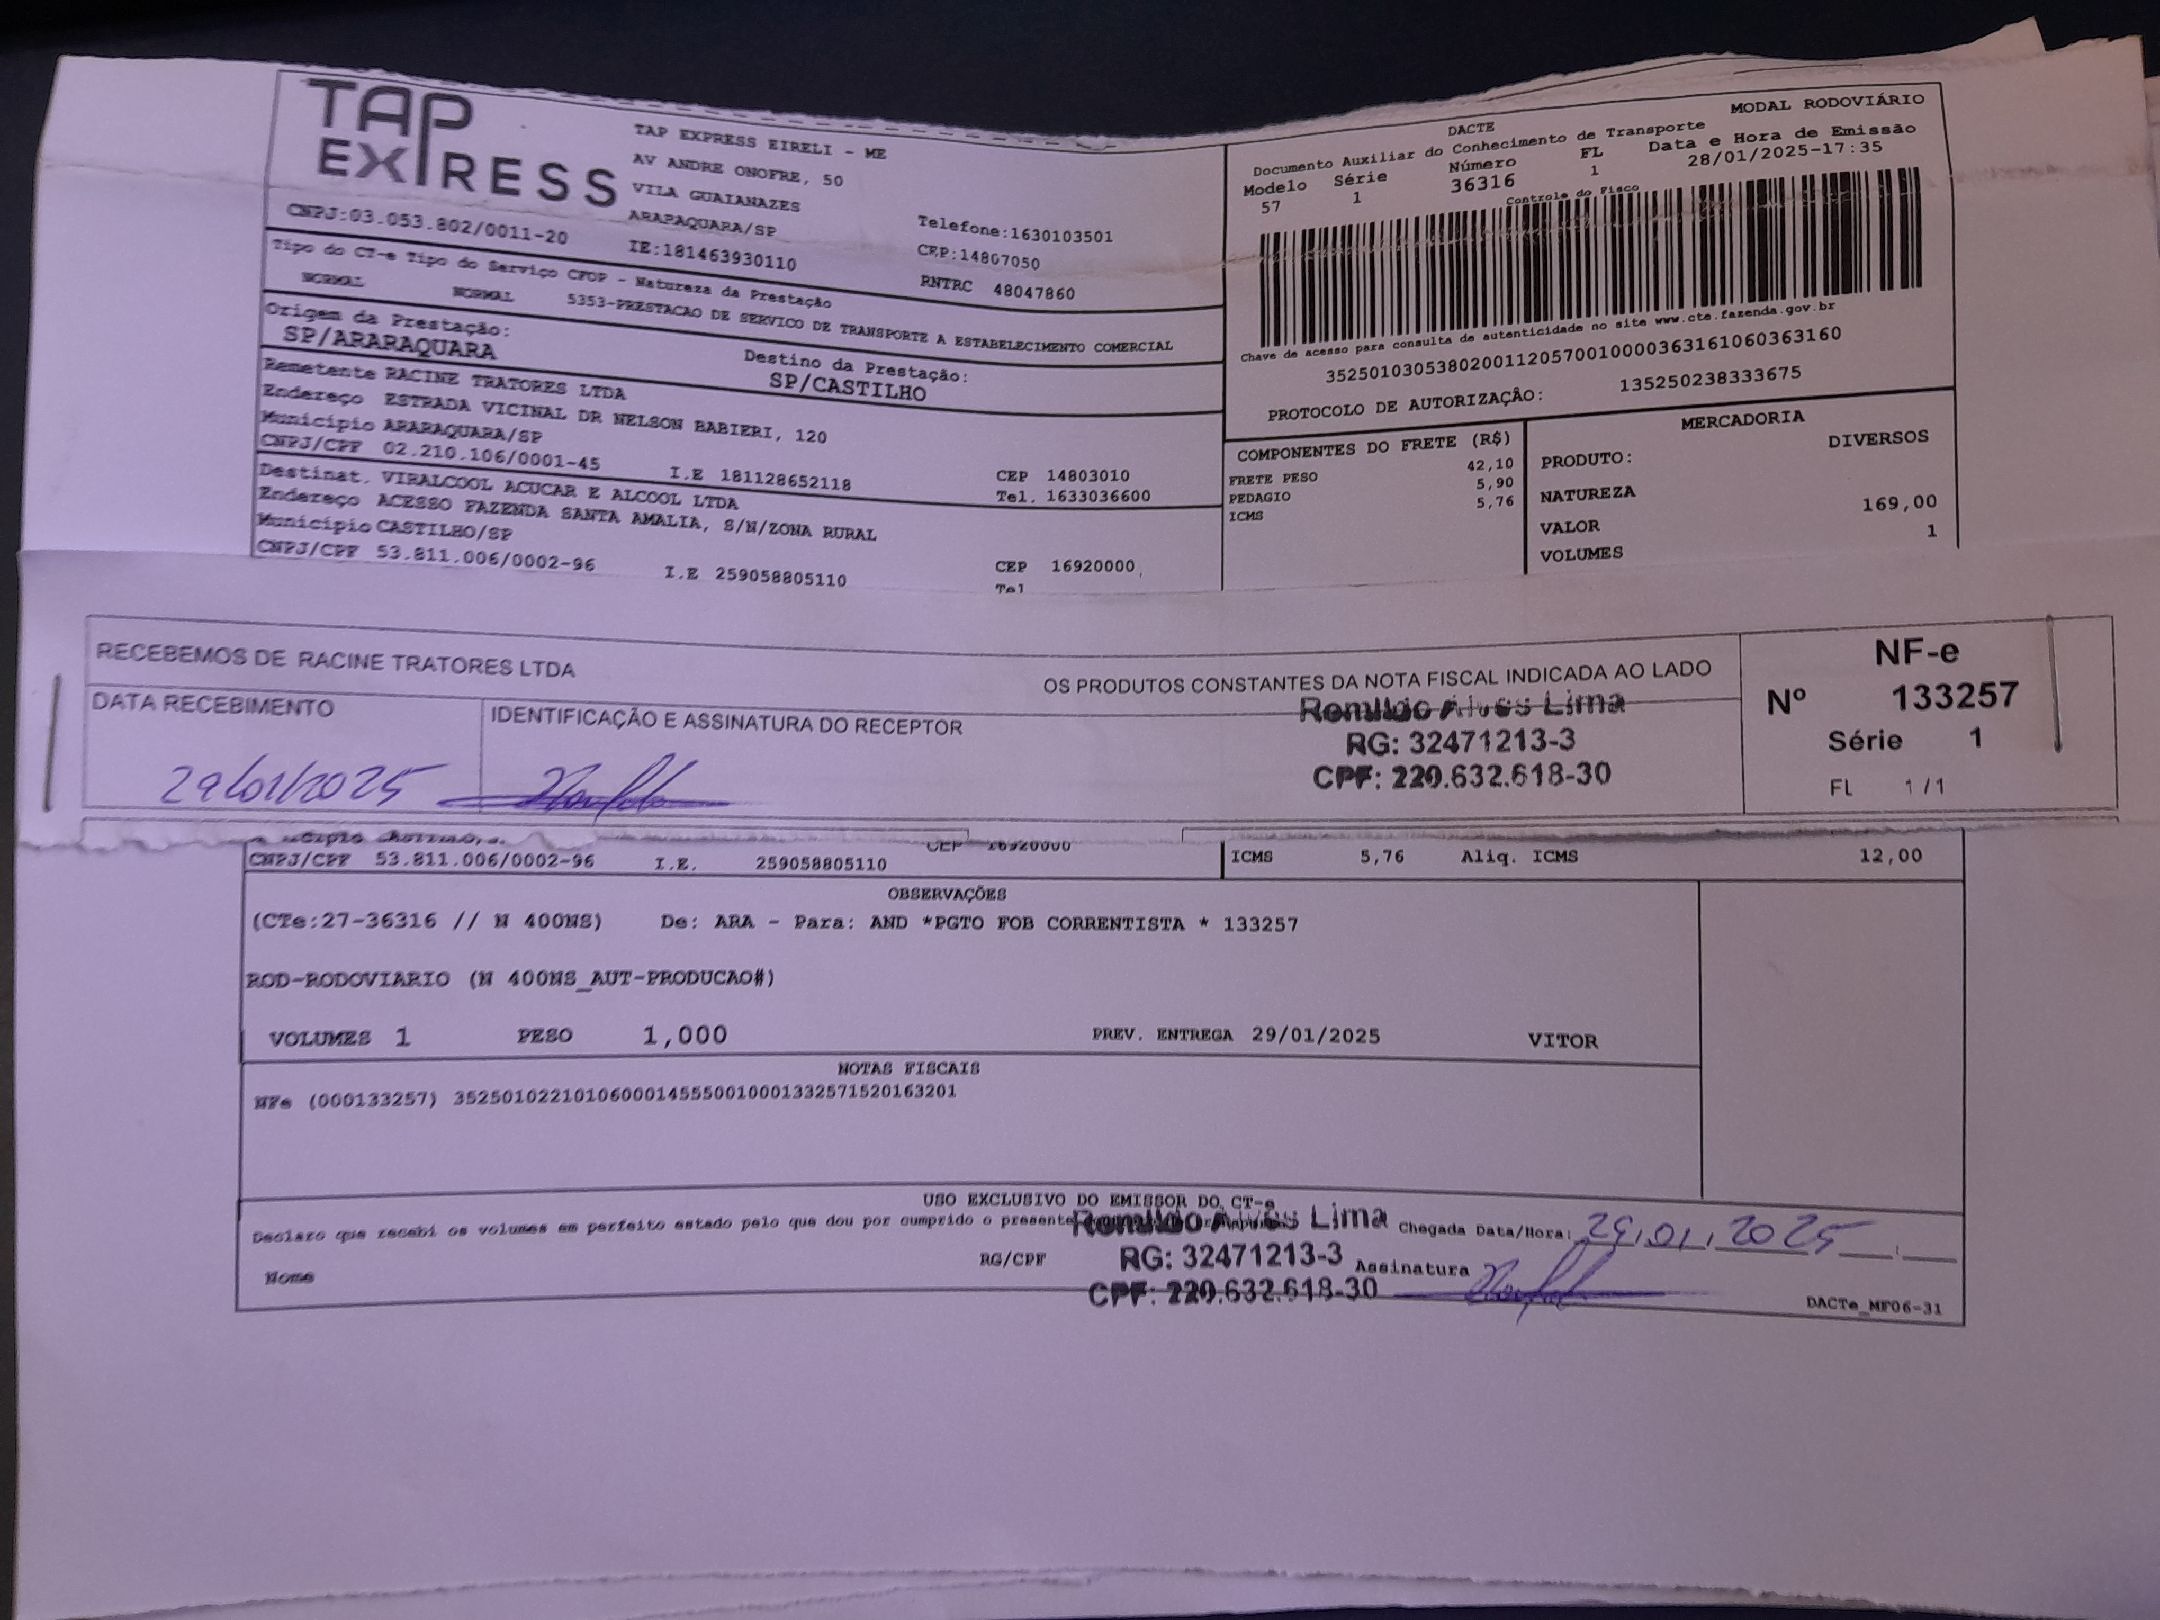 TAP
EXPRESS
TAP EXPRESS EIRELI - ME
AV ANDRE ONOFRE, 50
VILA GUAIANAZES
ARARAQUARA/SP
CNPJ:03.053.802/0011-20
IE:181463930110
Telefone:1630103501
CEP:14807050
RNTRC 48047860
Tipo do CT-e Tipo do Serviço CFOP - Natureza da Prestação
NORMAL NORMAL 5353-PRESTACAO DE SERVICO DE TRANSPORTE A ESTABELECIMENTO COMERCIAL
Origem da Prestação: Destino da Prestação:
SP/ARARAQUARA SP/CASTILHO
Remetente RACINE TRATORES LTDA
Endereço ESTRADA VICINAL DR NELSON BABIERI, 120
Município ARARAQUARA/SP CEP 14803010
CNPJ/CPF 02.210.106/0001-45 I.E 181128652118 Tel. 1633036600
Destinat. VIRALCOOL ACUCAR E ALCOOL LTDA
Endereço ACESSO FAZENDA SANTA AMALIA, S/N/ZONA RURAL
Município CASTILHO/SP CEP 16920000
CNPJ/CPF 53.811.006/0002-96 I.E 259058805110 Tel
MODAL RODOVIÁRIO
DACTE
Documento Auxiliar do Conhecimento de Transporte
Modelo Série Número FL Data e Hora de Emissão
57 1 36316 1 28/01/2025-17:35
Controle do Fisco
Chave de acesso para consulta de autenticidade no site www.cte.fazenda.gov.br
35250103053802001120570010000363161060363160
PROTOCOLO DE AUTORIZAÇÂO: 135250238333675
COMPONENTES DO FRETE (R$)
FRETE PESO 42,10
PEDAGIO 5,90
ICMS 5,76
MERCADORIA
PRODUTO: DIVERSOS
NATUREZA
VALOR 169,00
VOLUMES 1
RECEBEMOS DE RACINE TRATORES LTDA OS PRODUTOS CONSTANTES DA NOTA FISCAL INDICADA AO LADO
DATA RECEBIMENTO IDENTIFICAÇÃO E ASSINATURA DO RECEPTOR
29/01/2025
Romildo Alves Lima
RG: 32471213-3
CPF: 220.632.618-30
NF-e
Nº 133257
Série 1
FL 1/1
CEP 16920000
CNPJ/CPF 53.811.006/0002-96 I.E. 259058805110
ICMS 5,76 Aliq. ICMS 12,00
OBSERVAÇÕES
(CTe:27-36316 // N 400NS) De: ARA - Para: AND *PGTO FOB CORRENTISTA * 133257
ROD-RODOVIARIO (N 400NS_AUT-PRODUCAO#)
VOLUMES 1 PESO 1,000 PREV. ENTREGA 29/01/2025 VITOR
NOTAS FISCAIS
NFe (000133257) 35250102210106000145550010001332571520163201
USO EXCLUSIVO DO EMISSOR DO CT-e
Declaro que recebi os volumes em perfeito estado pelo que dou por cumprido o presente
Romildo Alves Lima
RG: 32471213-3
CPF: 220.632.618-30
Chegada Data/Hora: 29.01.2025
Nome RG/CPF Assinatura
DACTe_MF06-31